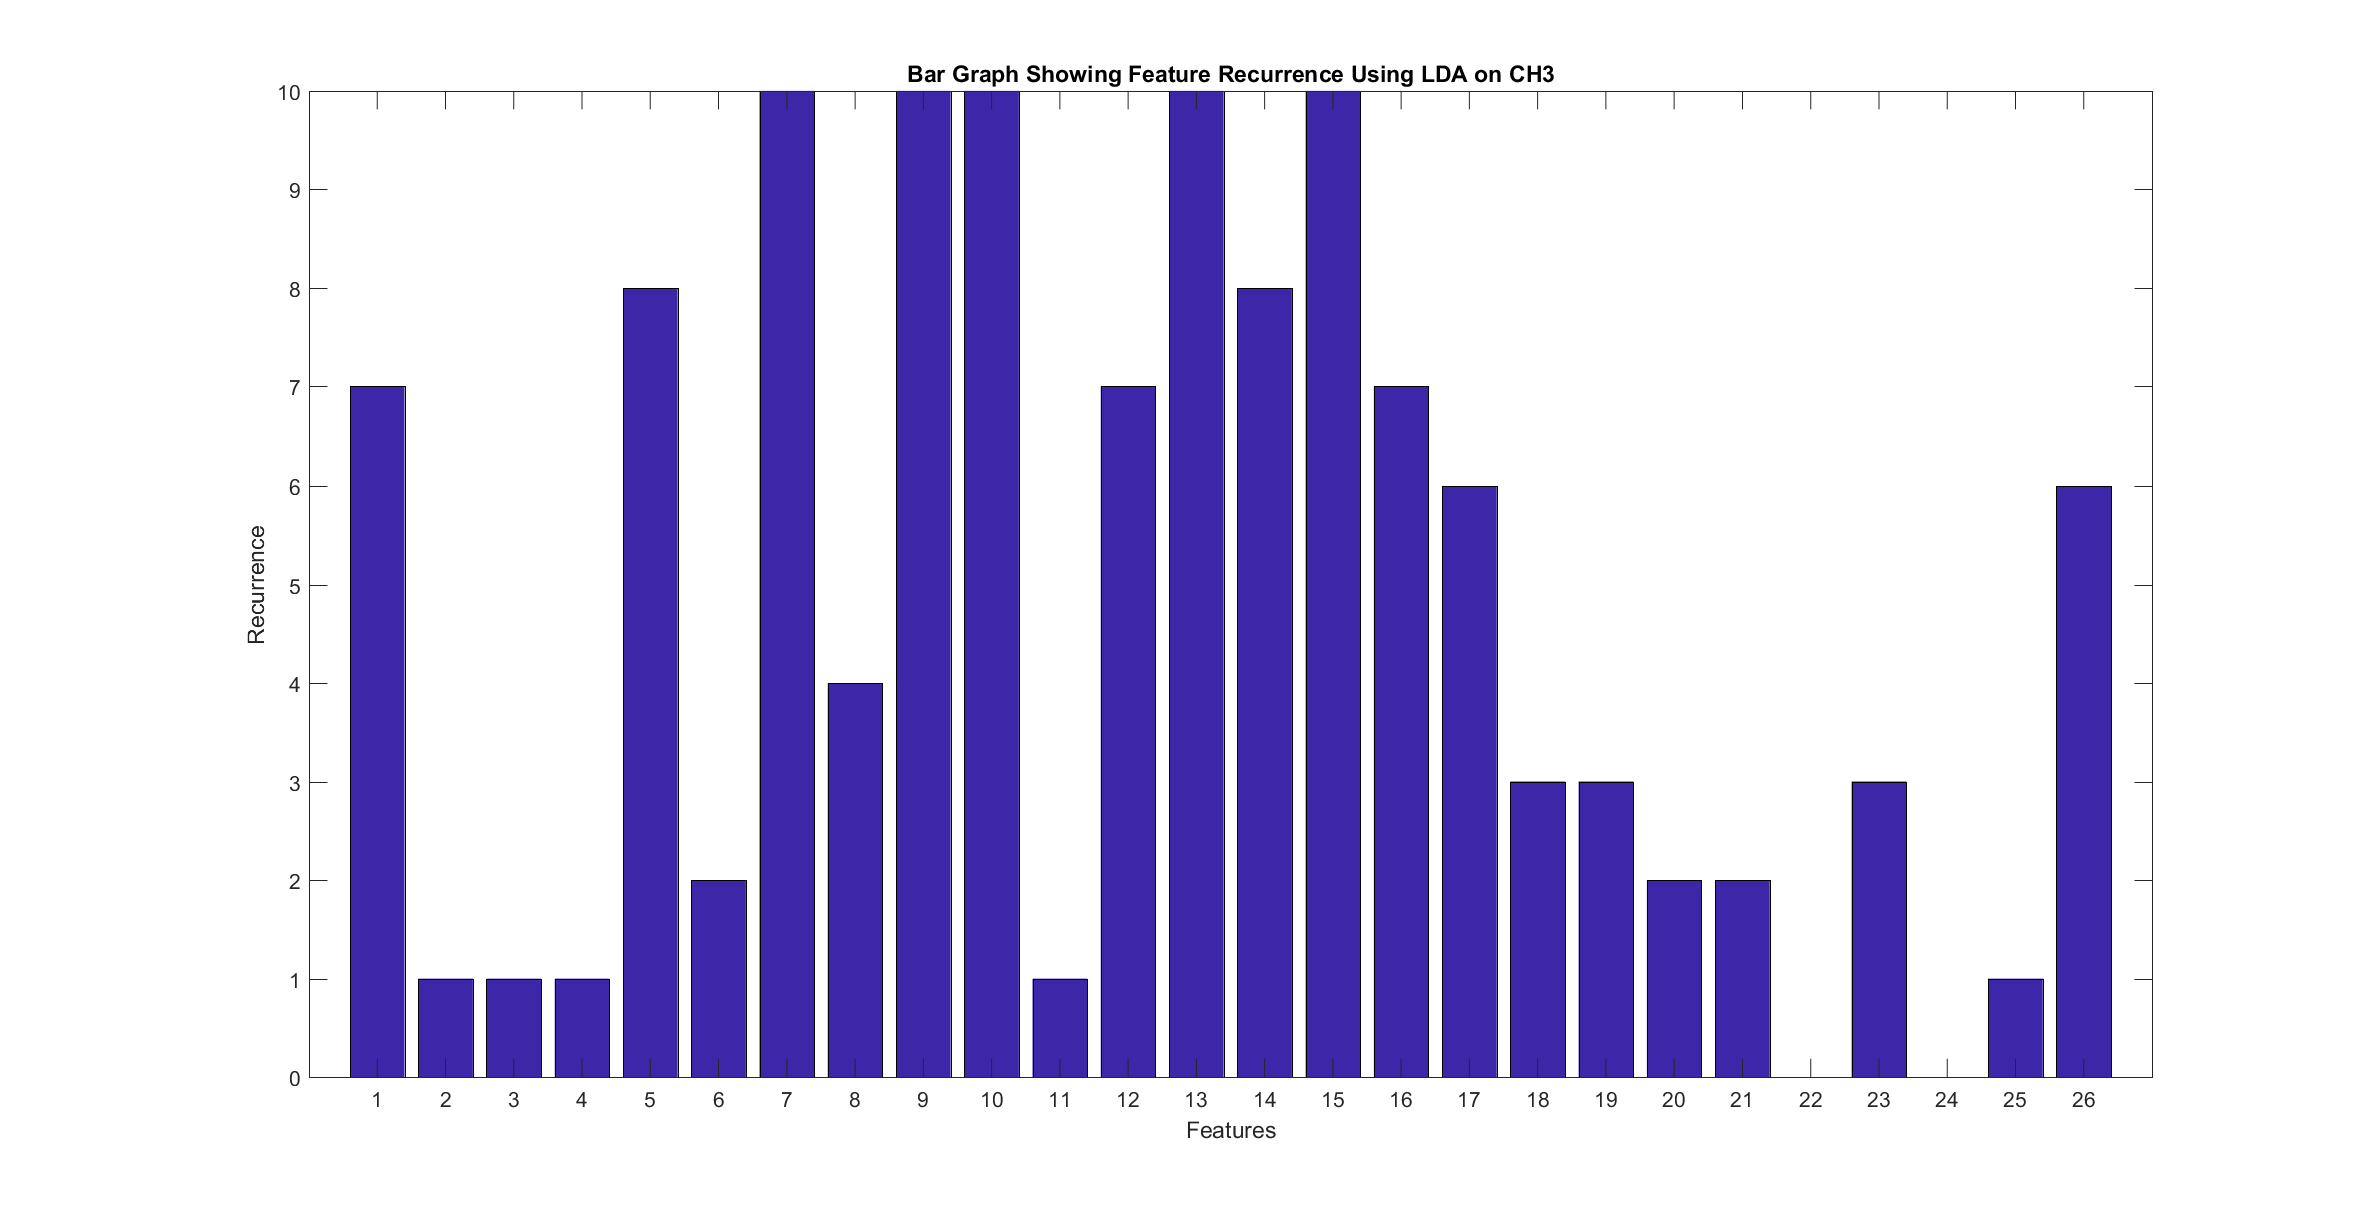 Bar Graph Showing Feature Recurrence Using LDA on CH3
10
9
8
7
6
5
4
3
2
1
0
Recurrence
1 2 3 4 5 6 7 8 9 10 11 12 13 14 15 16 17 18 19 20 21 22 23 24 25 26
Features